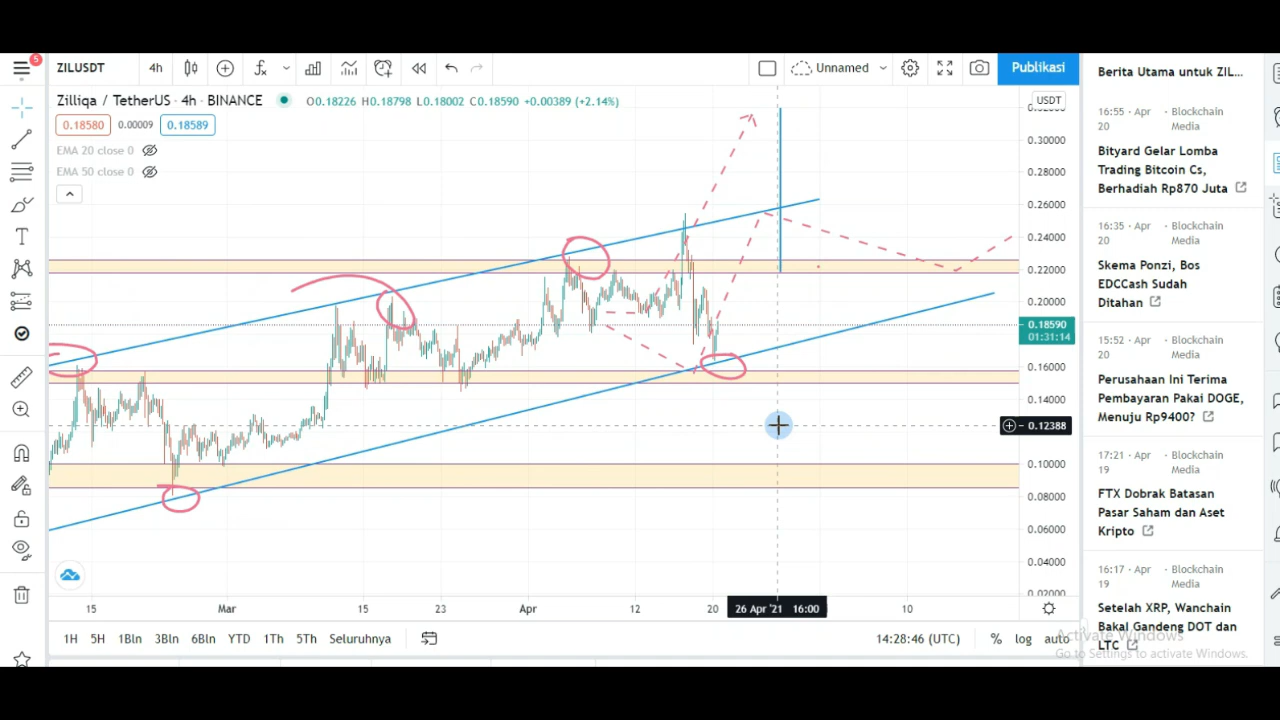 5
ZILUSDT
4h
Unnamed
Publikasi
Zilliqa / TetherUS · 4h · BINANCE
O0.18226 H0.18798 L0.18002 C0.18590 +0.00389 (+2.14%)
0.18580
0.00009
0.18589
EMA 20 close 0
EMA 50 close 0
USDT
0.30000
0.28000
0.26000
0.24000
0.22000
0.20000
0.18590
01:31:14
0.16000
0.14000
0.12388
0.10000
0.08000
0.06000
0.04000
0.02000
15
Mar
15
23
Apr
12
20
26 Apr '21 16:00
10
1H
5H
1Bln
3Bln
6Bln
YTD
1Th
5Th
Seluruhnya
14:28:46 (UTC)
%
log
auto
Berita Utama untuk ZIL...
16:55 · Apr 20
· Blockchain Media
Bityard Gelar Lomba
Trading Bitcoin Cs,
Berhadiah Rp870 Juta
16:35 · Apr 20
· Blockchain Media
Skema Ponzi, Bos
EDCCash Sudah
Ditahan
15:52 · Apr 20
· Blockchain Media
Perusahaan Ini Terima
Pembayaran Pakai DOGE,
Menuju Rp9400?
17:21 · Apr 19
· Blockchain Media
FTX Dobrak Batasan
Pasar Saham dan Aset
Kripto
16:17 · Apr 19
· Blockchain Media
Setelah XRP, Wanchain
Bakal Gandeng DOT dan
LTC
Activate Windows
Go to Settings to activate Windows.